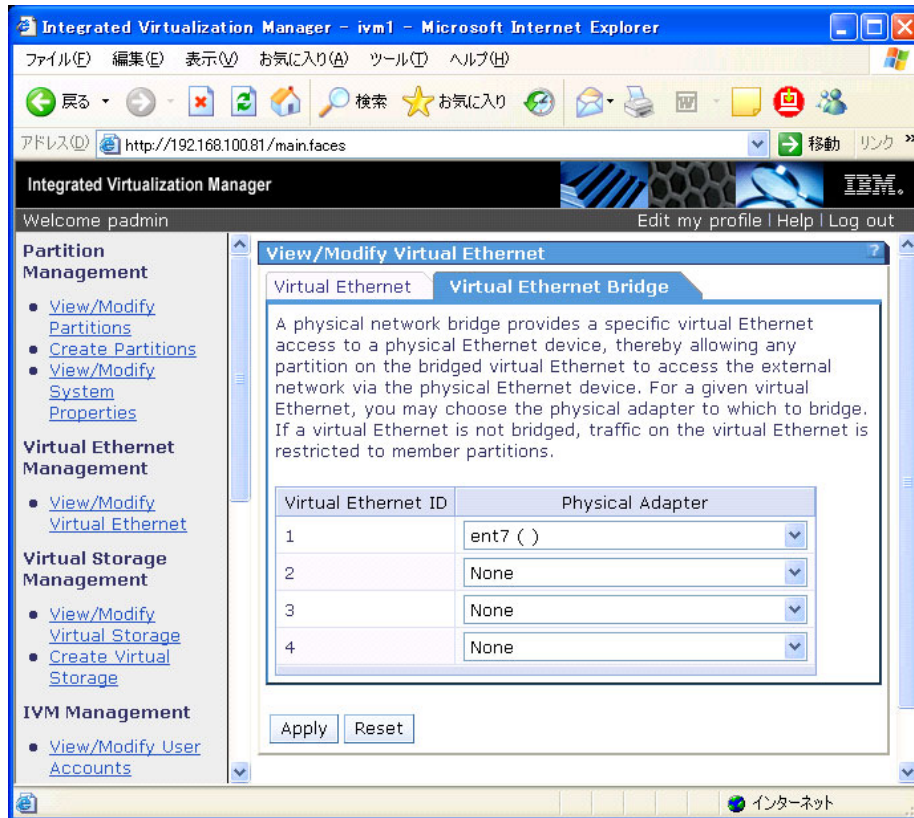 Integrated Virtualization Manager - ivm1 - Microsoft Internet Explorer
ファイル(F) 編集(E) 表示(V) お気に入り(A) ツール(T) ヘルプ(H)
戻る 検索 お気に入り
アドレス(D) http://192.168.100.81/main.faces 移動 リンク »
Integrated Virtualization Manager IBM.
Welcome padmin Edit my profile | Help | Log out
Partition
Management
View/Modify
Partitions
Create Partitions
View/Modify
System
Properties
Virtual Ethernet
Management
View/Modify
Virtual Ethernet
Virtual Storage
Management
View/Modify
Virtual Storage
Create Virtual
Storage
IVM Management
View/Modify User
Accounts
View/Modify Virtual Ethernet ?
Virtual Ethernet Virtual Ethernet Bridge
A physical network bridge provides a specific virtual Ethernet
access to a physical Ethernet device, thereby allowing any
partition on the bridged virtual Ethernet to access the external
network via the physical Ethernet device. For a given virtual
Ethernet, you may choose the physical adapter to which to bridge.
If a virtual Ethernet is not bridged, traffic on the virtual Ethernet is
restricted to member partitions.
Virtual Ethernet ID Physical Adapter
1 ent7 ( )
2 None
3 None
4 None
Apply Reset
インターネット